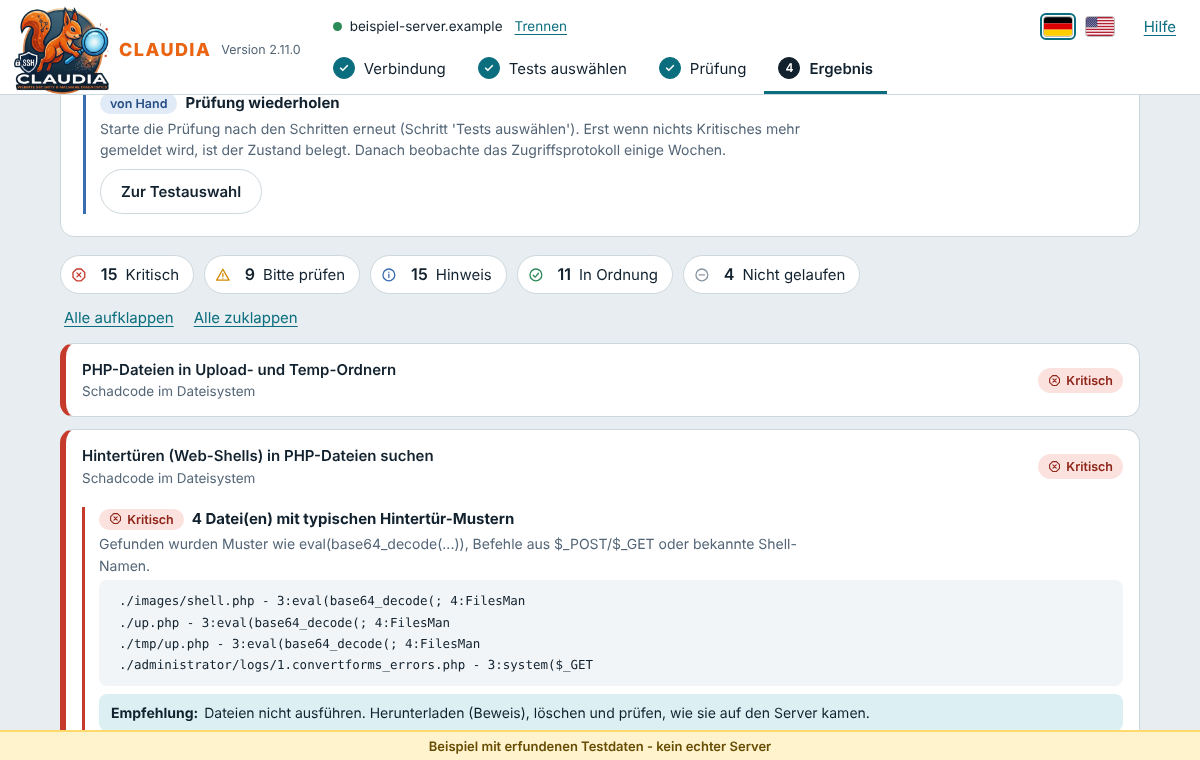 SSH
CLAUDIA
CLAUDIA
Version 2.11.0
beispiel-server.example
Trennen
Hilfe
Verbindung
Tests auswählen
Prüfung
4
Ergebnis
von Hand
Prüfung wiederholen
Starte die Prüfung nach den Schritten erneut (Schritt 'Tests auswählen'). Erst wenn nichts Kritisches mehr
gemeldet wird, ist der Zustand belegt. Danach beobachte das Zugriffsprotokoll einige Wochen.
Zur Testauswahl
15 Kritisch
9 Bitte prüfen
15 Hinweis
11 In Ordnung
4 Nicht gelaufen
Alle aufklappen
Alle zuklappen
PHP-Dateien in Upload- und Temp-Ordnern
Schadcode im Dateisystem
Kritisch
Hintertüren (Web-Shells) in PHP-Dateien suchen
Schadcode im Dateisystem
Kritisch
Kritisch
4 Datei(en) mit typischen Hintertür-Mustern
Gefunden wurden Muster wie eval(base64_decode(...)), Befehle aus $_POST/$_GET oder bekannte Shell-
Namen.
./images/shell.php - 3:eval(base64_decode(; 4:FilesMan
./up.php - 3:eval(base64_decode(; 4:FilesMan
./tmp/up.php - 3:eval(base64_decode(; 4:FilesMan
./administrator/logs/1.convertforms_errors.php - 3:system($_GET
Empfehlung: Dateien nicht ausführen. Herunterladen (Beweis), löschen und prüfen, wie sie auf den Server kamen.
Beispiel mit erfundenen Testdaten - kein echter Server